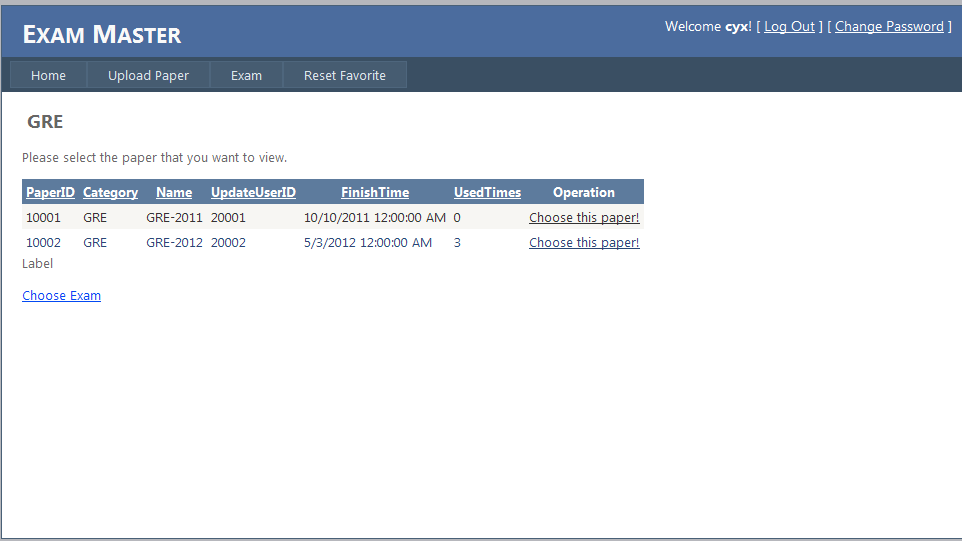 EXAM MASTER
Welcome cyx! [ Log Out ] [ Change Password ]
Home Upload Paper Exam Reset Favorite
GRE
Please select the paper that you want to view.
PaperID Category Name UpdateUserID FinishTime UsedTimes Operation
10001 GRE GRE-2011 20001 10/10/2011 12:00:00 AM 0 Choose this paper!
10002 GRE GRE-2012 20002 5/3/2012 12:00:00 AM 3 Choose this paper!
Label
Choose Exam